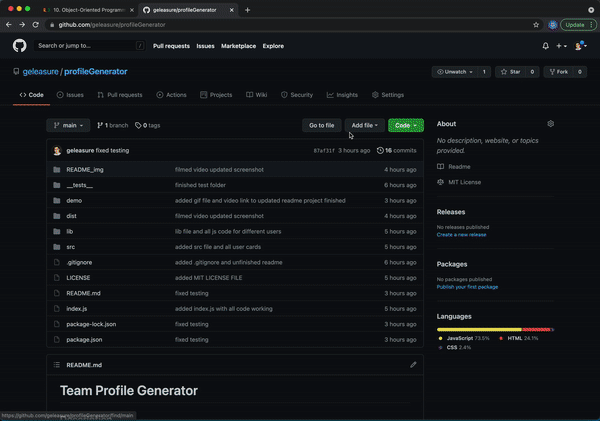 10. Object-Oriented Programm
geleasure/profileGenerator
github.com/geleasure/profileGenerator
Update
Search or jump to...
/
Pull requests Issues Marketplace Explore
geleasure / profileGenerator
Unwatch 1 Star 0 Fork 0
Code Issues Pull requests Actions Projects Wiki Security Insights Settings
main 1 branch 0 tags Go to file Add file Code
geleasure fixed testing 3 hours ago 16 commits
README_img filmed video updated screenshot 4 hours ago
__tests__ finished test folder 6 hours ago
demo added gif file and video link to updated readme project finished 3 hours ago
dist filmed video updated screenshot 4 hours ago
lib lib file and all js code for different users 5 hours ago
src added src file and all user cards 5 hours ago
.gitignore added .gitignore and unfinished readme 6 hours ago
LICENSE added MIT LICENSE FILE 5 hours ago
README.md fixed testing 3 hours ago
index.js added index.js with all code working 5 hours ago
package-lock.json fixed testing 3 hours ago
package.json fixed testing 3 hours ago
README.md
Team Profile Generator
About
No description, website, or topics
provided.
Readme
MIT License
Releases
No releases published
Create a new release
Packages
No packages published
Publish your first package
Languages
JavaScript 73.5% HTML 24.1%
CSS 2.4%
https://github.com/geleasure/profileGenerator/find/main